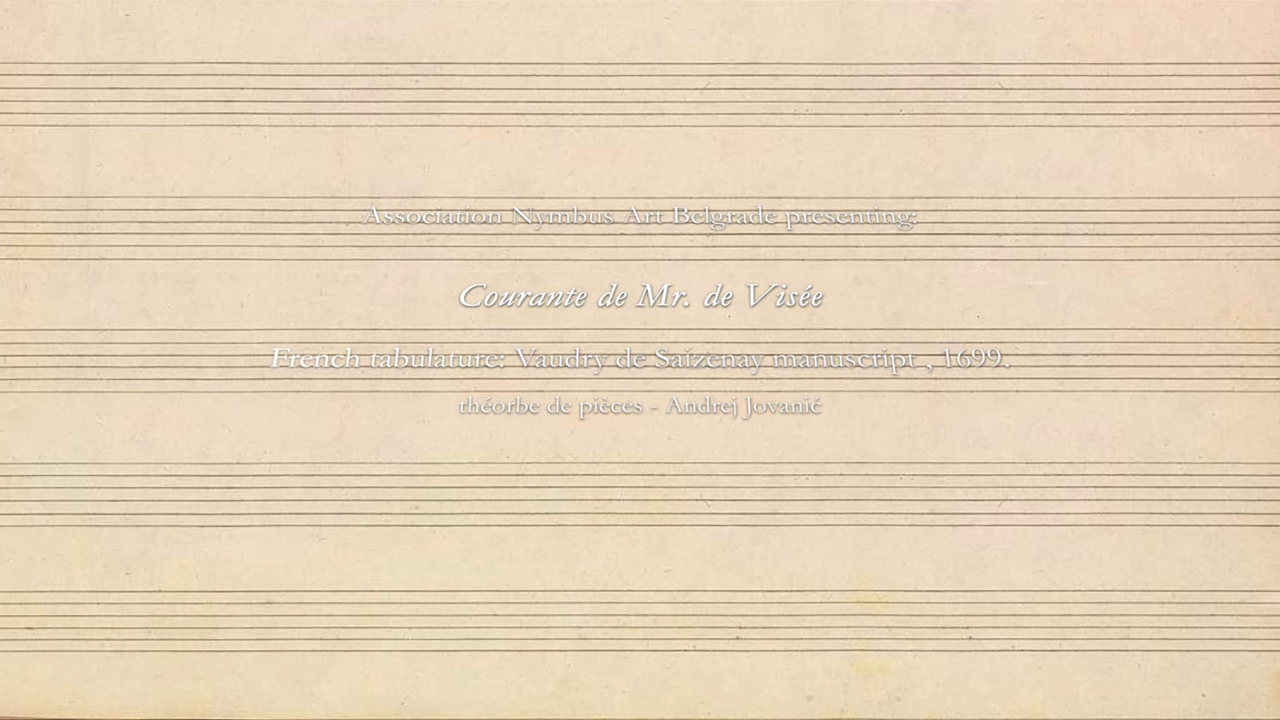 Association Nymbus Art Belgrade presenting:
Courante de Mr. de Visée
French tabulature: Vaudry de Saizenay manuscript , 1699.
théorbe de pièces - Andrej Jovanić